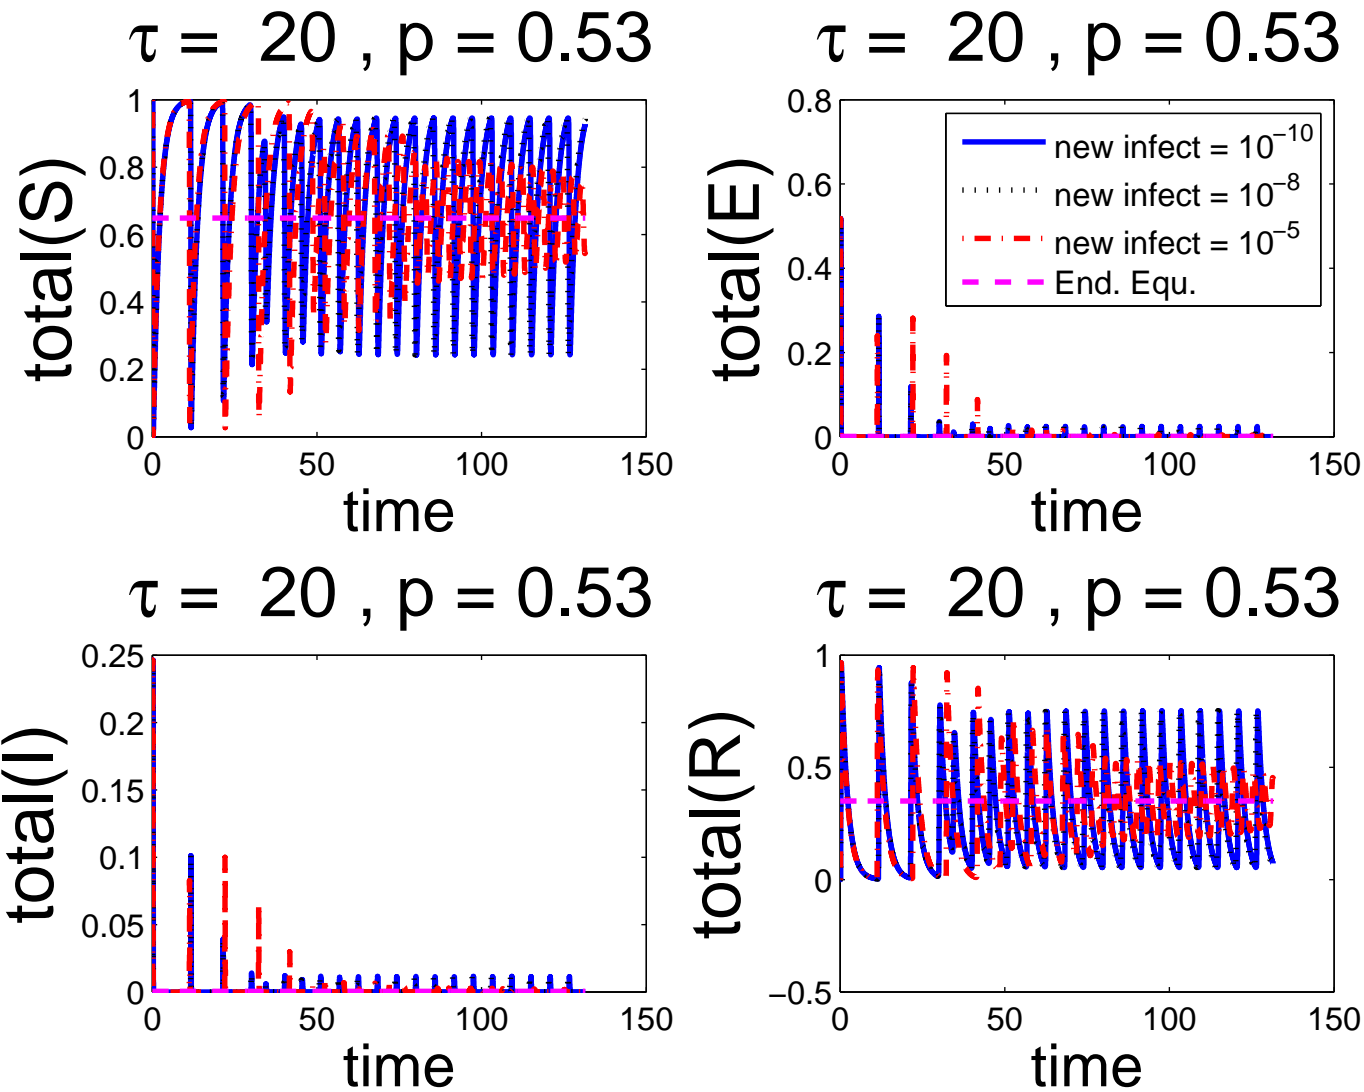 τ = 20 , p = 0.53
total(S)
1
0.8
0.6
0.4
0.2
0
0 50 100 150
time
τ = 20 , p = 0.53
total(E)
0.8
0.6
0.4
0.2
0
new infect = 10^−10
new infect = 10^−8
new infect = 10^−5
End. Equ.
0 50 100 150
time
τ = 20 , p = 0.53
total(I)
0.25
0.2
0.15
0.1
0.05
0
0 50 100 150
time
τ = 20 , p = 0.53
total(R)
1
0.5
0
−0.5
0 50 100 150
time